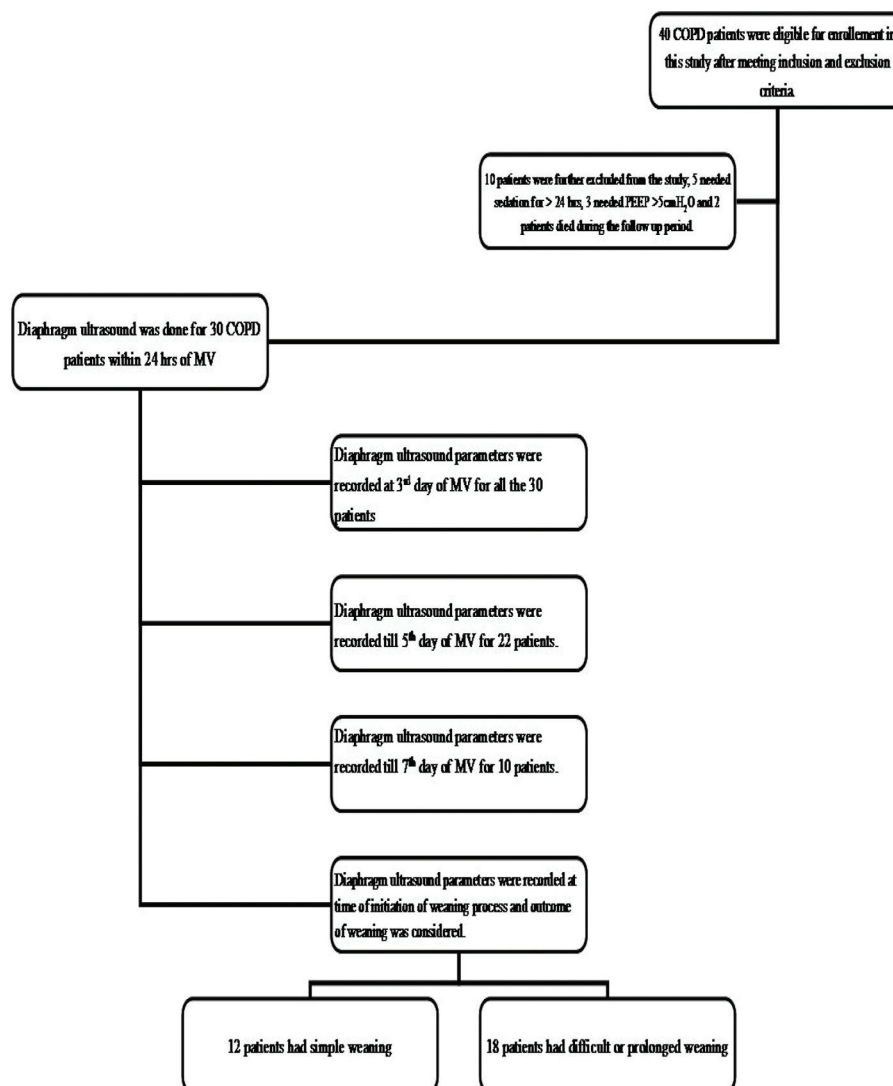 40 COPD patients were eligible for enrollement in
this study after meeting inclusion and exclusion
criteria.
10 patients were further excluded from the study, 5 needed
sedation for > 24 hrs, 3 needed PEEP >5cmH₂O and 2
patients died during the follow up period.
Diaphragm ultrasound was done for 30 COPD
patients within 24 hrs of MV
Diaphragm ultrasound parameters were
recorded at 3rd day of MV for all the 30
patients
Diaphragm ultrasound parameters were
recorded till 5th day of MV for 22 patients.
Diaphragm ultrasound parameters were
recorded till 7th day of MV for 10 patients.
Diaphragm ultrasound parameters were recorded at
time of initiation of weaning process and outcome
of weaning was considered.
12 patients had simple weaning
18 patients had difficult or prolonged weaning